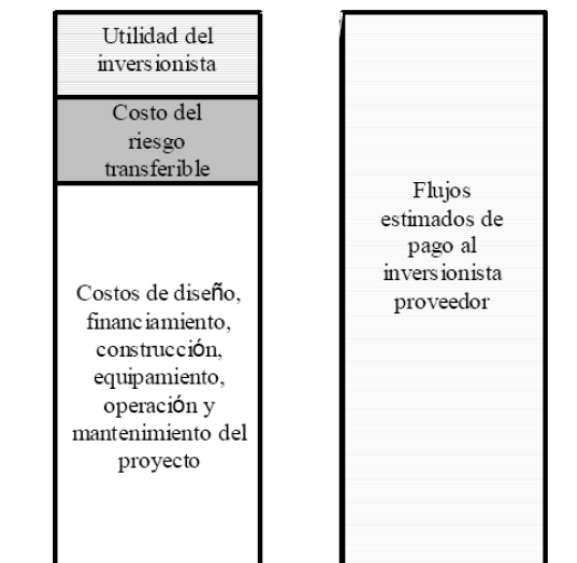 Utilidad del
inversionista
Costo del
riesgo
transferible
Costos de diseño,
financiamiento,
construcción,
equipamiento,
operación y
mantenimiento del
proyecto
Flujos
estimados de
pago al
inversionista
proveedor